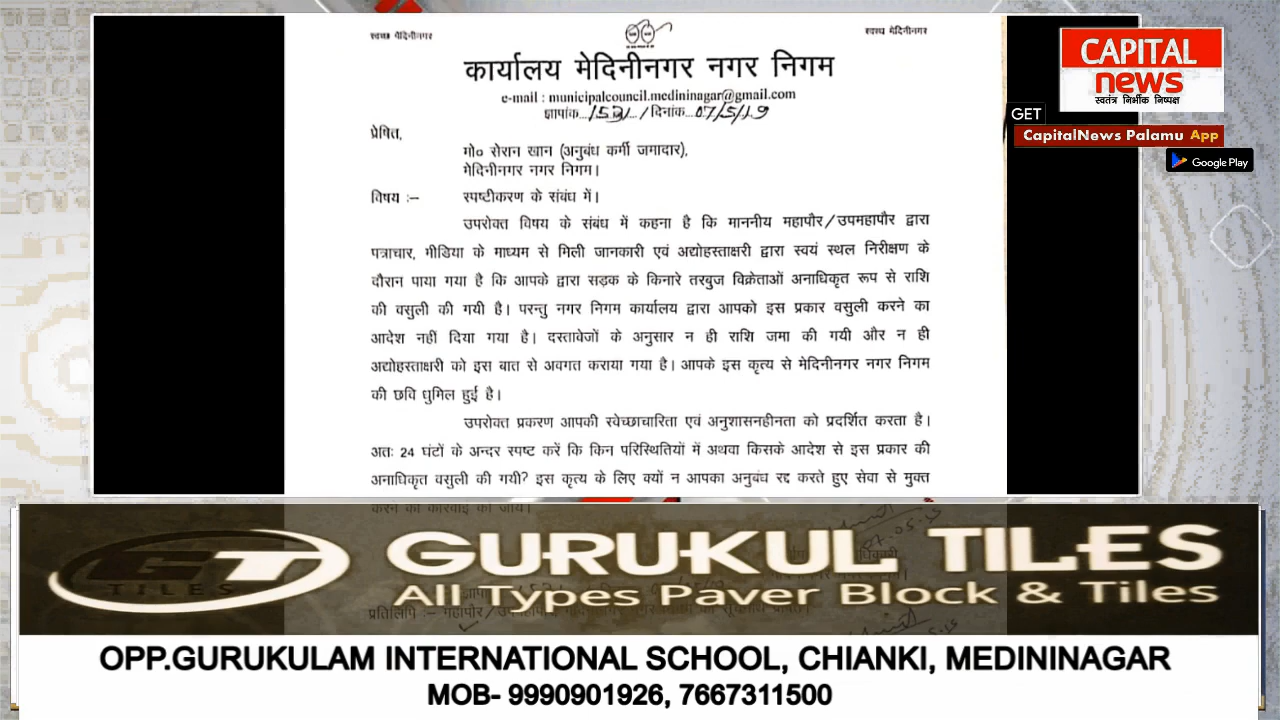 स्वच्छ मेदिनीनगर
स्वस्थ मेदिनीनगर
कार्यालय मेदिनीनगर नगर निगम
e-mail : municipalcouncil.medininagar@gmail.com
ज्ञापांक...1531.../दिनांक...07/5/19
प्रेषित,
मो० सेरान खान (अनुबंध कर्मी जमादार),
मेदिनीनगर नगर निगम।
विषय :– स्पष्टीकरण के संबंध में।
उपरोक्त विषय के संबंध में कहना है कि माननीय महापौर/उपमहापौर द्वारा
पत्राचार, मीडिया के माध्यम से मिली जानकारी एवं अद्योहस्ताक्षरी द्वारा स्वयं स्थल निरीक्षण के
दौरान पाया गया है कि आपके द्वारा सड़क के किनारे तरबुज विक्रेताओं अनाधिकृत रूप से राशि
की वसुली की गयी है। परन्तु नगर निगम कार्यालय द्वारा आपको इस प्रकार वसुली करने का
आदेश नहीं दिया गया है। दस्तावेजों के अनुसार न ही राशि जमा की गयी और न ही
अद्योहस्ताक्षरी को इस बात से अवगत कराया गया है। आपके इस कृत्य से मेदिनीनगर नगर निगम
की छवि धुमिल हुई है।
उपरोक्त प्रकरण आपकी स्वेच्छाचारिता एवं अनुशासनहीनता को प्रदर्शित करता है।
अतः 24 घंटों के अन्दर स्पष्ट करें कि किन परिस्थितियों में अथवा किसके आदेश से इस प्रकार की
अनाधिकृत वसुली की गयी? इस कृत्य के लिए क्यों न आपका अनुबंध रद्द करते हुए सेवा से मुक्त
करने का कारवाई की जाय।
प्रतिलिपि :–
CAPITAL
news
स्वतंत्र निर्भीक निष्पक्ष
GET
CapitalNews Palamu App
Google Play
GT
TILES
GURUKUL TILES
All Types Paver Block & Tiles
OPP.GURUKULAM INTERNATIONAL SCHOOL, CHIANKI, MEDININAGAR
MOB- 9990901926, 7667311500